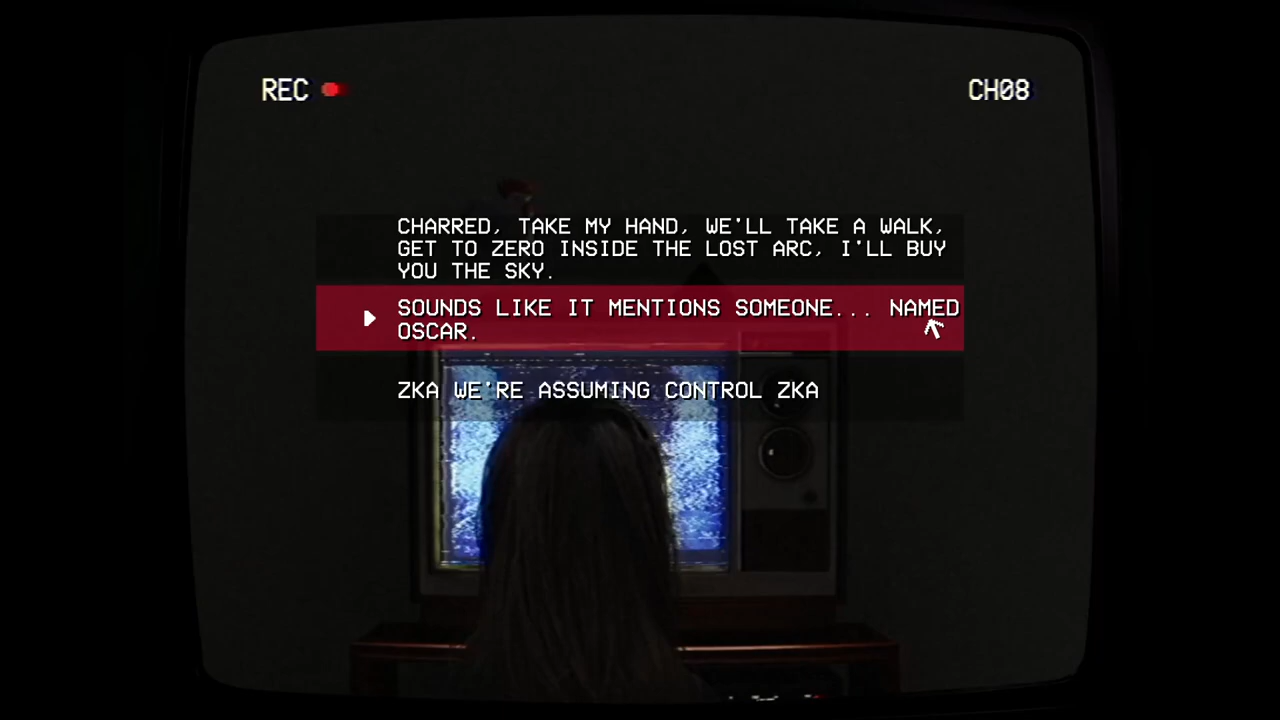 REC CH08
CHARRED, TAKE MY HAND, WE'LL TAKE A WALK,
GET TO ZERO INSIDE THE LOST ARC, I'LL BUY
YOU THE SKY.
SOUNDS LIKE IT MENTIONS SOMEONE... NAMED
OSCAR.
ZKA WE'RE ASSUMING CONTROL ZKA